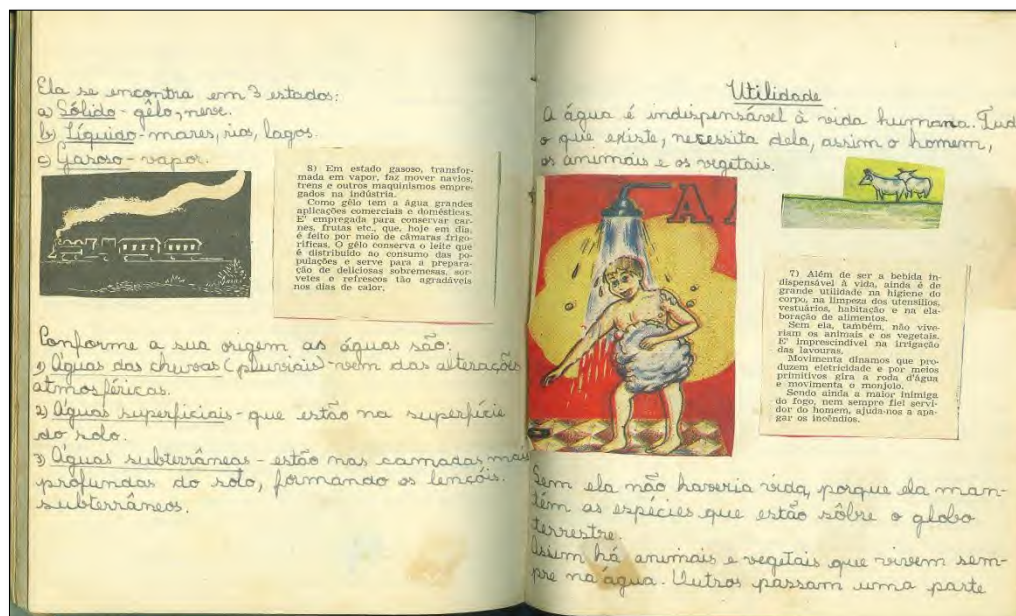 Ela se encontra em 3 estados:
a) Sólido - gêlo, neve.
b) Líquido - mares, rios, lagos.
c) Gasoso - vapor.
8) Em estado gasoso, transfor-
mada em vapor, faz mover navios,
trens e outros maquinismos empre-
gados na indústria.
Como gêlo tem a água grandes
aplicações comerciais e domésticas.
E' empregada para conservar car-
nes, frutas etc., que, hoje em dia,
é feito por meio de câmaras frigo-
ríficas. O gêlo conserva o leite que
é distribuído ao consumo das po-
pulações e serve para a prepara-
ção de deliciosas sobremesas, sor-
vetes e refrescos tão agradáveis
nos dias de calor.
Conforme a sua origem as águas são:
1) Águas das chuvas (pluviais) - vem das alterações
atmosféricas.
2) Águas superficiais - que estão na superfície
do solo.
3) Águas subterrâneas - estão nas camadas mais
profundas do solo, formando os lençóis.
subterrâneos.
Utilidade
A água é indispensável à vida humana. Tud
o que existe, necessita dela, assim o homem,
os animais e os vegetais.
A A
7) Além de ser a bebida in-
dispensável à vida, ainda é de
grande utilidade na higiene do
corpo, na limpeza dos utensílios,
vestuários, habitação e na ela-
boração de alimentos.
Sem ela, também, não vive-
riam os animais e os vegetais.
E' imprescindível na irrigação
das lavouras.
Movimenta dínamos que pro-
duzem eletricidade e por meios
primitivos gira a roda d'água
e movimenta o monjolo.
Sendo ainda a maior inimiga
do fogo, nem sempre fiel servi-
dor do homem, ajuda-nos a apa-
gar os incêndios.
Sem ela não haveria vida, porque ela man-
tém as espécies que estão sôbre o globo
terrestre.
Assim há animais e vegetais que vivem sem-
pre na água. Outros passam uma parte